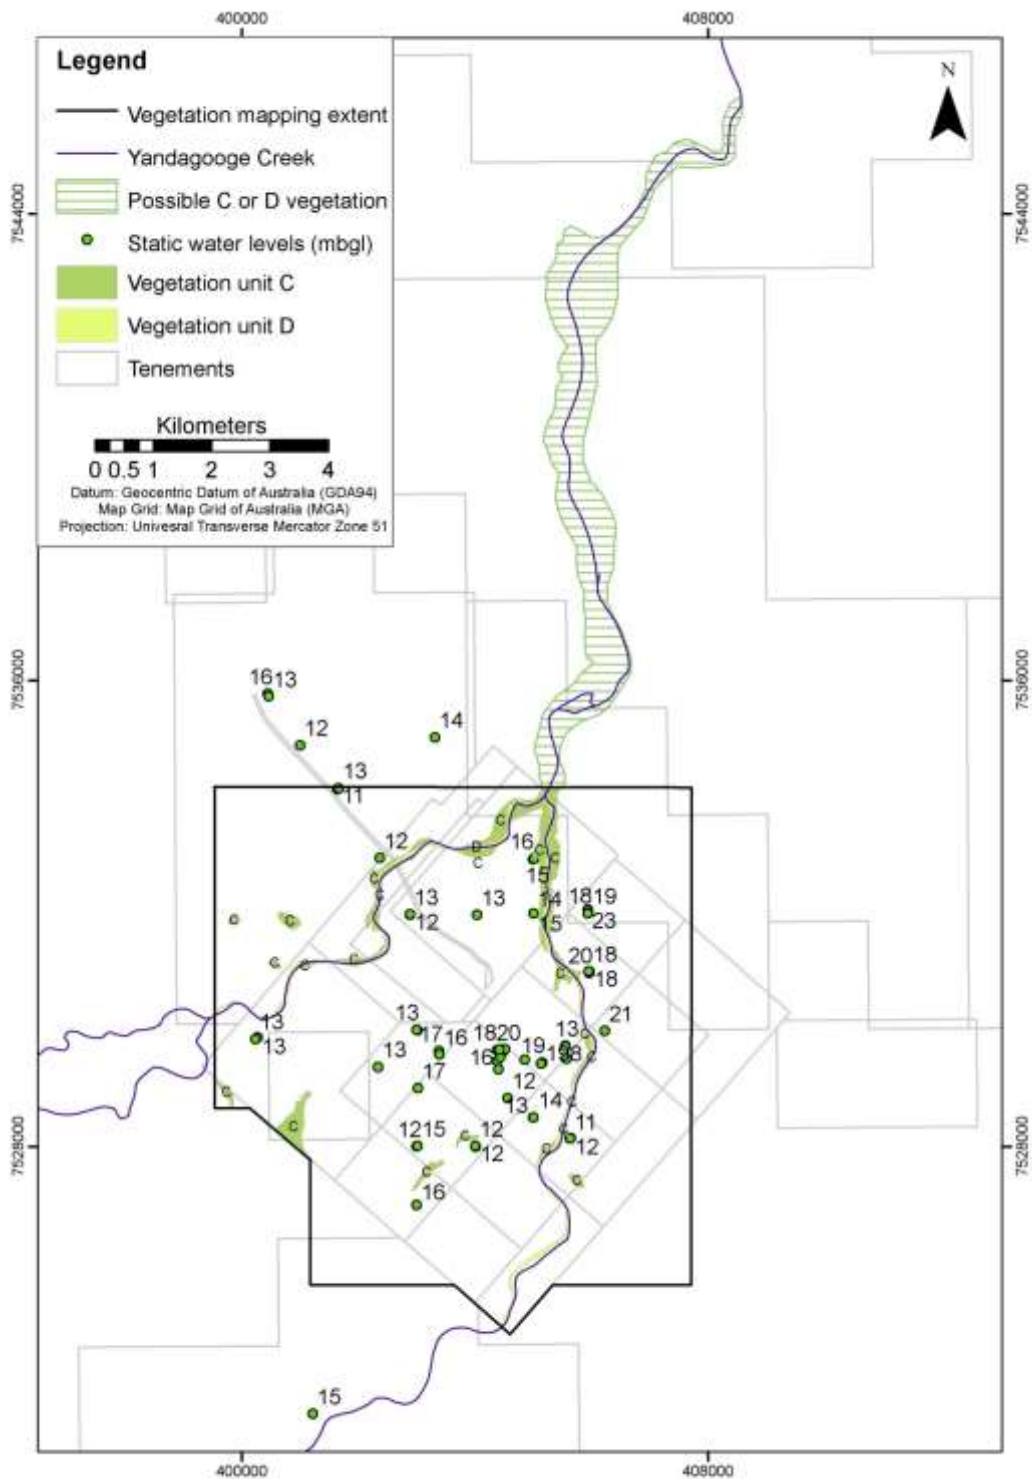 400000
408000
Legend
Vegetation mapping extent
Yandagooge Creek
Possible C or D vegetation
Static water levels (mbgl)
Vegetation unit C
Vegetation unit D
Tenements
Kilometers
0 0.5 1 2 3 4
Datum: Geocentric Datum of Australia (GDA94)
Map Grid: Map Grid of Australia (MGA)
Projection: Univesral Transverse Mercator Zone 51
N
7544000
7544000
7536000
7536000
16 13
12
14
13
11
C
12
D
C
16
C
C
15
C
C
13
12
13
14
18 19
23
C
C
C
C
C
20 18
18
C
13
13
13
17 16
18 20
13
21
C
13
16
19
C
17
12
C
13
14
C
C
12 15
C
12
12
11
12
C
C
C
C
16
7528000
7528000
15
400000
408000